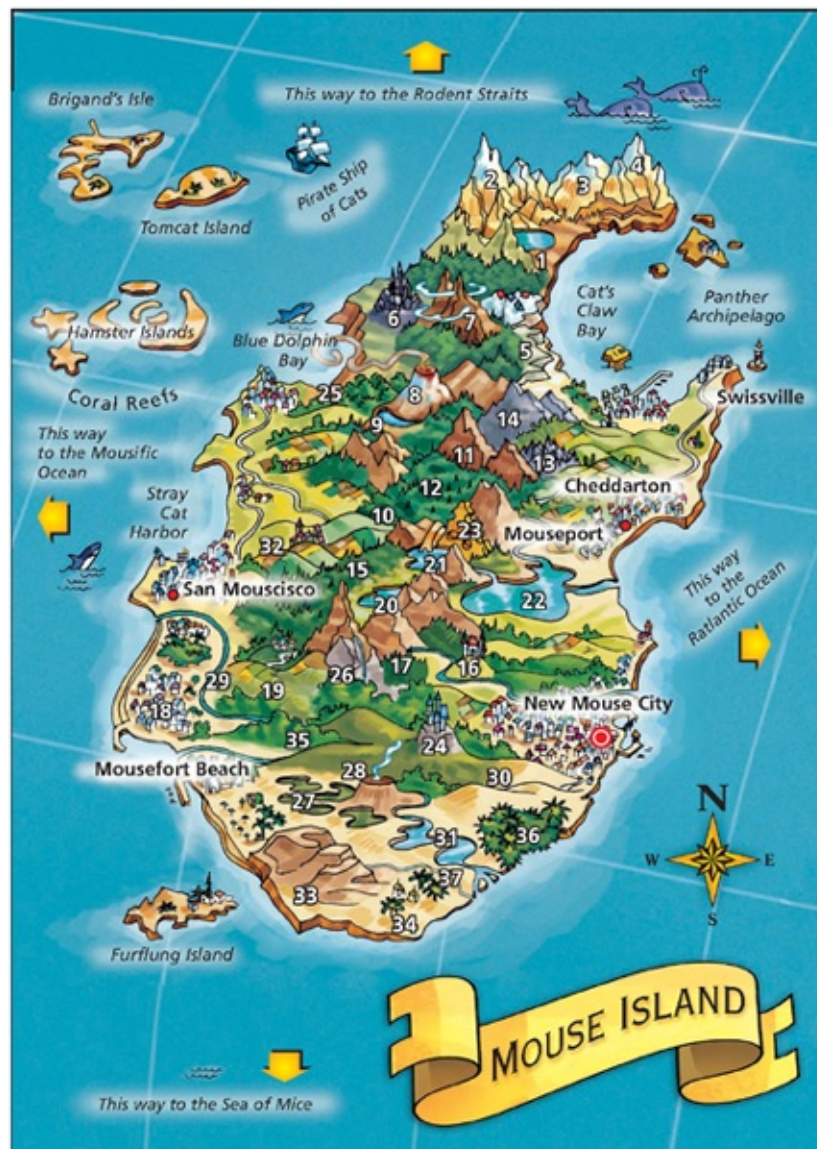 Brigand's Isle
This way to the Rodent Straits
Pirate Ship
of Cats
Tomcat Island
2
3
4
1
Panther
Archipelago
Cat's
Claw
Bay
Hamster Islands
Blue Dolphin
Bay
6
7
5
Coral Reefs
25
8
14
Swissville
This way
to the Mousific
Ocean
9
11
13
12
Cheddarton
Stray
Cat
Harbor
10
23
Mouseport
32
15
21
San Mouscisco
20
22
This way
to the
Ratlantic Ocean
17
16
29
19
26
18
New Mouse City
35
24
Mousefort Beach
28
30
27
31
36
37
33
34
N
W
E
S
Furflung Island
MOUSE ISLAND
This way to the Sea of Mice